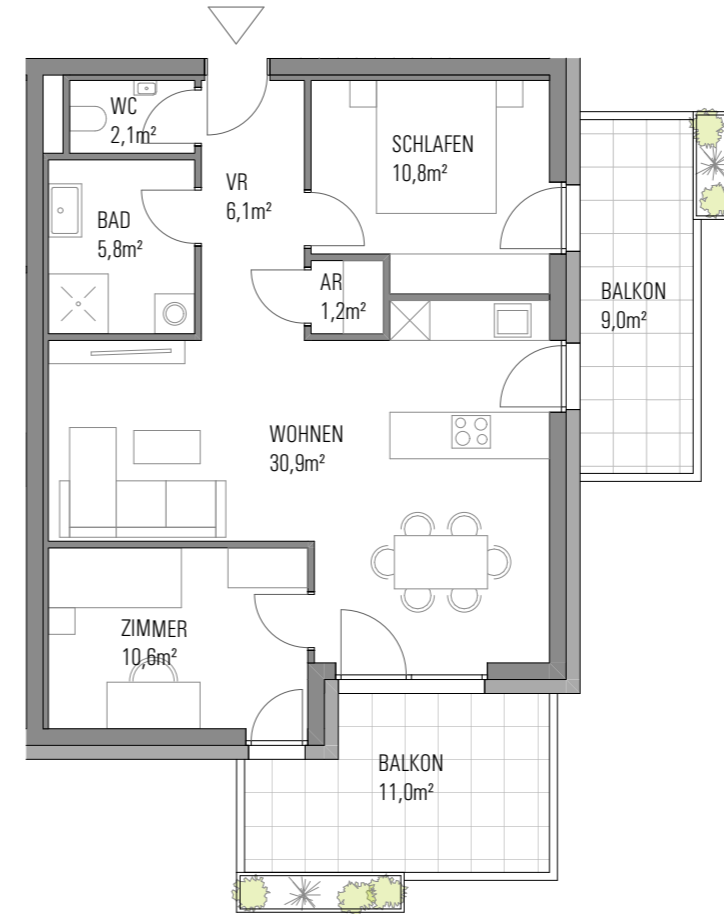 WC
2,1m²
SCHLAFEN
10,8m²
VR
6,1m²
BAD
5,8m²
AR
1,2m²
BALKON
9,0m²
WOHNEN
30,9m²
ZIMMER
10,6m²
BALKON
11,0m²